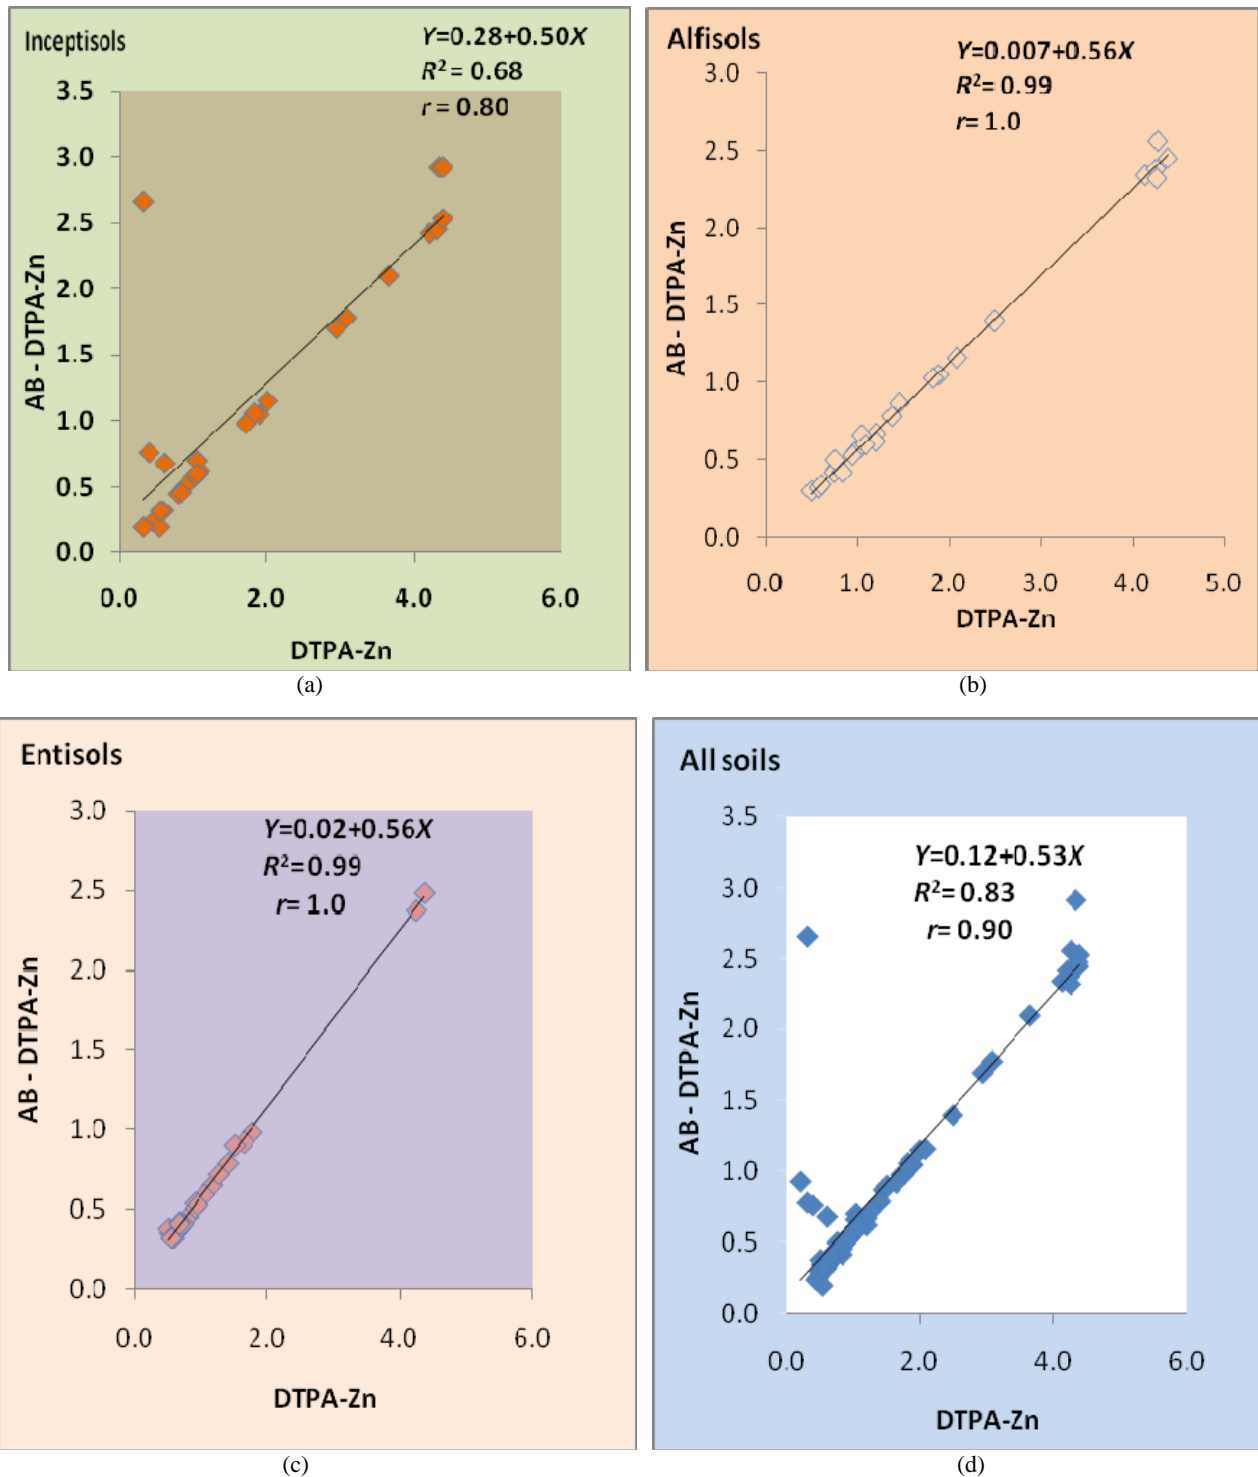 Inceptisols
Y=0.28+0.50X
R²= 0.68
r = 0.80
3.5
3.0
2.5
2.0
1.5
1.0
0.5
0.0
AB - DTPA-Zn
0.0 2.0 4.0 6.0
DTPA-Zn
(a)
Alfisols
Y=0.007+0.56X
R²= 0.99
r= 1.0
3.0
2.5
2.0
1.5
1.0
0.5
0.0
AB - DTPA-Zn
0.0 1.0 2.0 3.0 4.0 5.0
DTPA-Zn
(b)
Entisols
Y=0.02+0.56X
R²=0.99
r= 1.0
3.0
2.5
2.0
1.5
1.0
0.5
0.0
AB - DTPA-Zn
0.0 2.0 4.0 6.0
DTPA-Zn
(c)
All soils
Y=0.12+0.53X
R²= 0.83
r= 0.90
3.5
3.0
2.5
2.0
1.5
1.0
0.5
0.0
AB - DTPA-Zn
0.0 2.0 4.0 6.0
DTPA-Zn
(d)